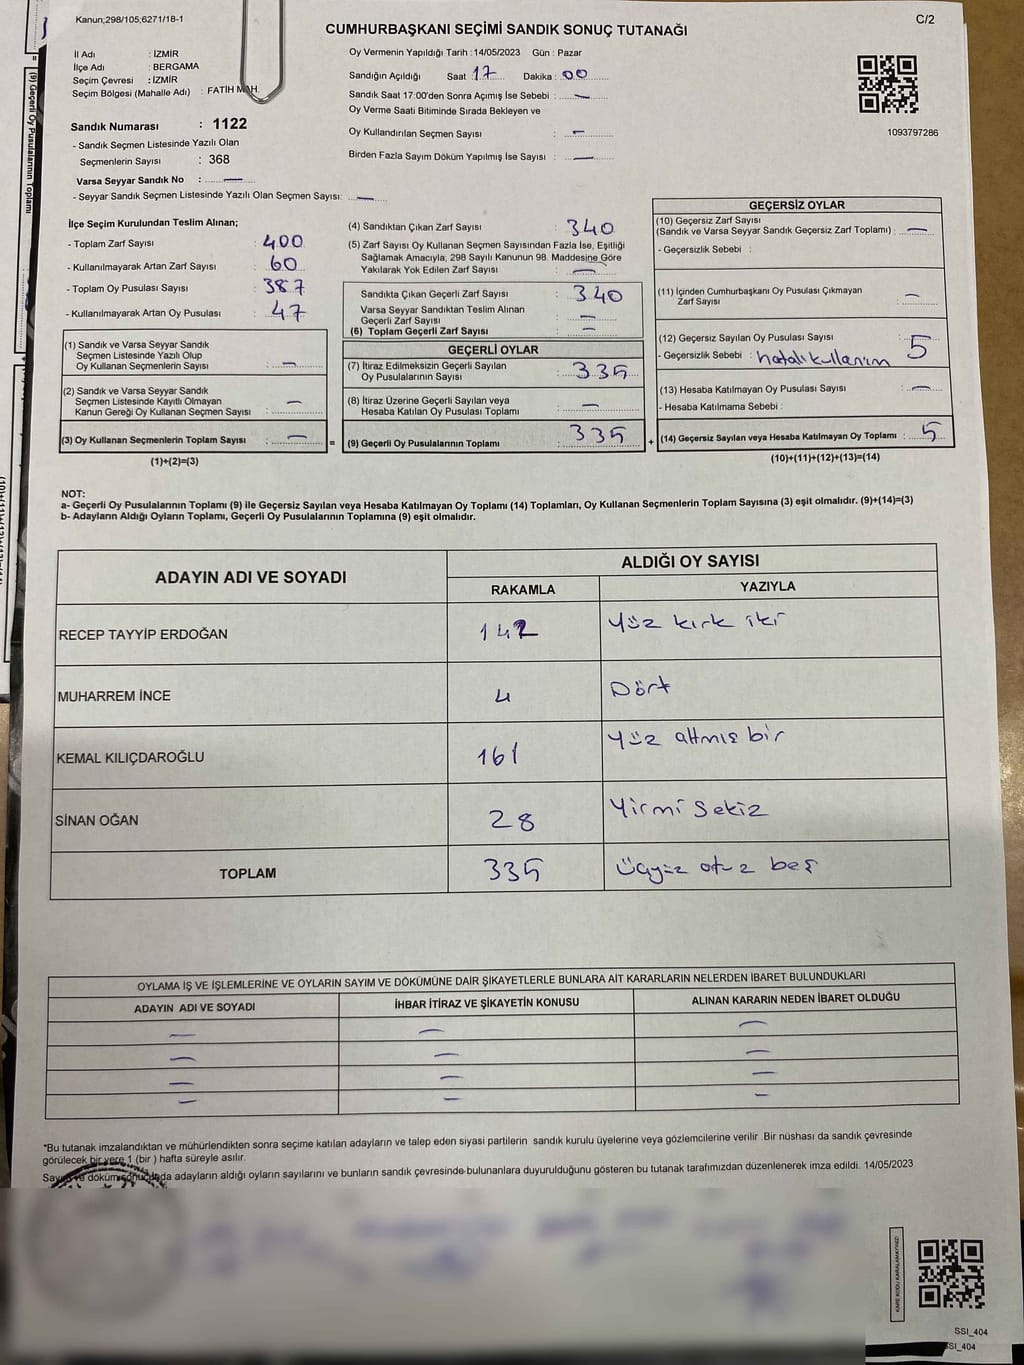 Kanun;298/105;6271/18-1
C/2
CUMHURBAŞKANI SEÇİMİ SANDIK SONUÇ TUTANAĞI
İl Adı : İZMİR
İlçe Adı : BERGAMA
Seçim Çevresi : İZMİR
Seçim Bölgesi (Mahalle Adı) : FATİH MAH.
Sandık Numarası : 1122
- Sandık Seçmen Listesinde Yazılı Olan
Seçmenlerin Sayısı : 368
Varsa Seyyar Sandık No : —
- Seyyar Sandık Seçmen Listesinde Yazılı Olan Seçmen Sayısı: —
Oy Vermenin Yapıldığı Tarih :14/05/2023 Gün : Pazar
Sandığın Açıldığı Saat 17 Dakika : 00
Sandık Saat 17:00'den Sonra Açımış İse Sebebi : —
Oy Verme Saati Bitiminde Sırada Bekleyen ve
Oy Kullandırılan Seçmen Sayısı : —
Birden Fazla Sayım Döküm Yapılmış İse Sayısı : —
1093797286
İlçe Seçim Kurulundan Teslim Alınan;
- Toplam Zarf Sayısı : 400
- Kullanılmayarak Artan Zarf Sayısı : 60
- Toplam Oy Pusulası Sayısı : 387
- Kullanılmayarak Artan Oy Pusulası : 47
(1) Sandık ve Varsa Seyyar Sandık
Seçmen Listesinde Yazılı Olup
Oy Kullanan Seçmenlerin Sayısı : —
(2) Sandık ve Varsa Seyyar Sandık
Seçmen Listesinde Kayıtlı Olmayan
Kanun Gereği Oy Kullanan Seçmen Sayısı : —
(3) Oy Kullanan Seçmenlerin Toplam Sayısı : — =
(1)+(2)=(3)
(4) Sandıktan Çıkan Zarf Sayısı : 340
(5) Zarf Sayısı Oy Kullanan Seçmen Sayısından Fazla İse, Eşitliği
Sağlamak Amacıyla; 298 Sayılı Kanunun 98. Maddesine Göre
Yakılarak Yok Edilen Zarf Sayısı : —
Sandıkta Çıkan Geçerli Zarf Sayısı : 340
Varsa Seyyar Sandıktan Teslim Alınan
Geçerli Zarf Sayısı : —
(6) Toplam Geçerli Zarf Sayısı : —
GEÇERLİ OYLAR
(7) İtiraz Edilmeksizin Geçerli Sayılan
Oy Pusulalarının Sayısı : 335
(8) İtiraz Üzerine Geçerli Sayılan veya
Hesaba Katılan Oy Pusulası Toplamı : —
(9) Geçerli Oy Pusulalarının Toplamı : 335 +
GEÇERSİZ OYLAR
(10) Geçersiz Zarf Sayısı
(Sandık ve Varsa Seyyar Sandık Geçersiz Zarf Toplamı) : —
- Geçersizlik Sebebi :
(11) İçinden Cumhurbaşkanı Oy Pusulası Çıkmayan
Zarf Sayısı : —
(12) Geçersiz Sayılan Oy Pusulası Sayısı : 5
- Geçersizlik Sebebi : hatalı kullanım
(13) Hesaba Katılmayan Oy Pusulası Sayısı : —
- Hesaba Katılmama Sebebi :
(14) Geçersiz Sayılan veya Hesaba Katılmayan Oy Toplamı : 5
(10)+(11)+(12)+(13)=(14)
NOT:
a- Geçerli Oy Pusulalarının Toplamı (9) ile Geçersiz Sayılan veya Hesaba Katılmayan Oy Toplamı (14) Toplamları, Oy Kullanan Seçmenlerin Toplam Sayısına (3) eşit olmalıdır. (9)+(14)=(3)
b- Adayların Aldığı Oyların Toplamı, Geçerli Oy Pusulalarının Toplamına (9) eşit olmalıdır.
ADAYIN ADI VE SOYADI
ALDIĞI OY SAYISI
RAKAMLA YAZIYLA
RECEP TAYYİP ERDOĞAN 142 Yüz kırk iki
MUHARREM İNCE 4 Dört
KEMAL KILIÇDAROĞLU 161 Yüz altmış bir
SİNAN OĞAN 28 Yirmi Sekiz
TOPLAM 335 Üçyüz otuz beş
OYLAMA İŞ VE İŞLEMLERİNE VE OYLARIN SAYIM VE DÖKÜMÜNE DAİR ŞİKAYETLERLE BUNLARA AİT KARARLARIN NELERDEN İBARET BULUNDUKLARI
ADAYIN ADI VE SOYADI İHBAR İTİRAZ VE ŞİKAYETİN KONUSU ALINAN KARARIN NEDEN İBARET OLDUĞU
— — —
— — —
— — —
— — —
*Bu tutanak imzalandıktan ve mühürlendikten sonra seçime katılan adayların ve talep eden siyasi partilerin sandık kurulu üyelerine veya gözlemcilerine verilir .Bir nüshası da sandık çevresinde
görülecek bir yere 1 (bir ) hafta süreyle asılır.
Sayım ve döküm sonucunda adayların aldığı oyların sayılarını ve bunların sandık çevresinde bulunanlara duyurulduğunu gösteren bu tutanak tarafımızdan düzenlenerek imza edildi. 14/05/2023
KARE KODU KARALAMAYINIZ!
SSI_404
SI_404
(9) Geçerli Oy Pusulalarının Toplamı